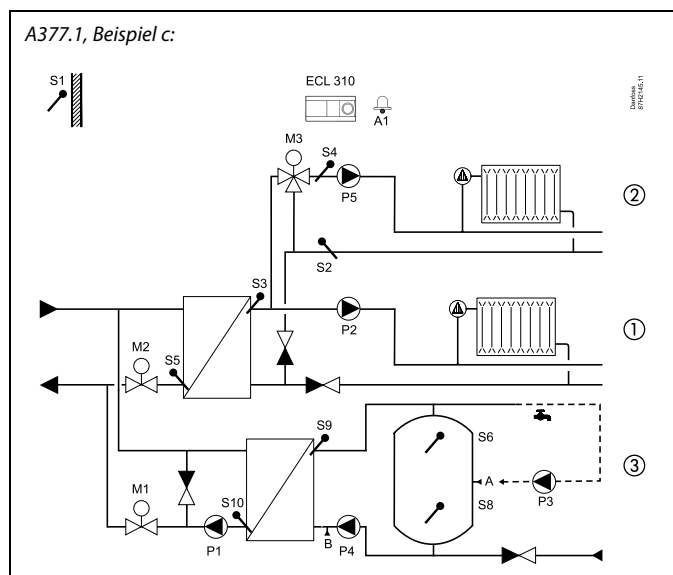 A377.1, Beispiel c:
S1
ECL 310
A1
Danfoss
87H2145.11
M3
S4
P5
②
S2
S3
P2
①
M2
S5
S9
S6
A
③
S8
P3
M1
S10
P1
B
P4